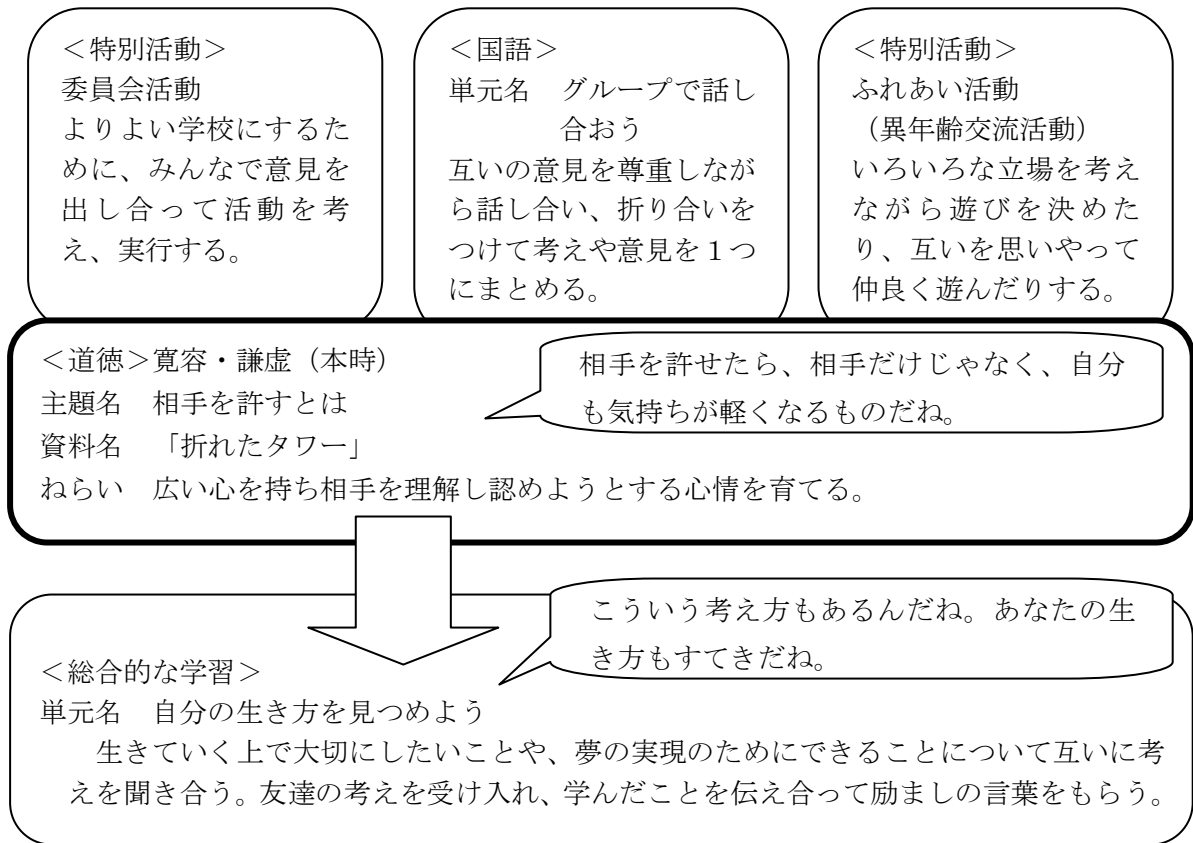 ＜特別活動＞
委員会活動
よりよい学校にするた
めに、みんなで意見を
出し合って活動を考
え、実行する。
＜国語＞
単元名　グループで話し
合おう
互いの意見を尊重しなが
ら話し合い、折り合いを
つけて考えや意見を１つ
にまとめる。
＜特別活動＞
ふれあい活動
（異年齢交流活動）
いろいろな立場を考え
ながら遊びを決めた
り、互いを思いやって
仲良く遊んだりする。
＜道徳＞寛容・謙虚（本時）
主題名　相手を許すとは
資料名　「折れたタワー」
ねらい　広い心を持ち相手を理解し認めようとする心情を育てる。
相手を許せたら、相手だけじゃなく、自分
も気持ちが軽くなるものだね。
こういう考え方もあるんだね。あなたの生
き方もすてきだね。
＜総合的な学習＞
単元名　自分の生き方を見つめよう
生きていく上で大切にしたいことや、夢の実現のためにできることについて互いに考
えを聞き合う。友達の考えを受け入れ、学んだことを伝え合って励ましの言葉をもらう。